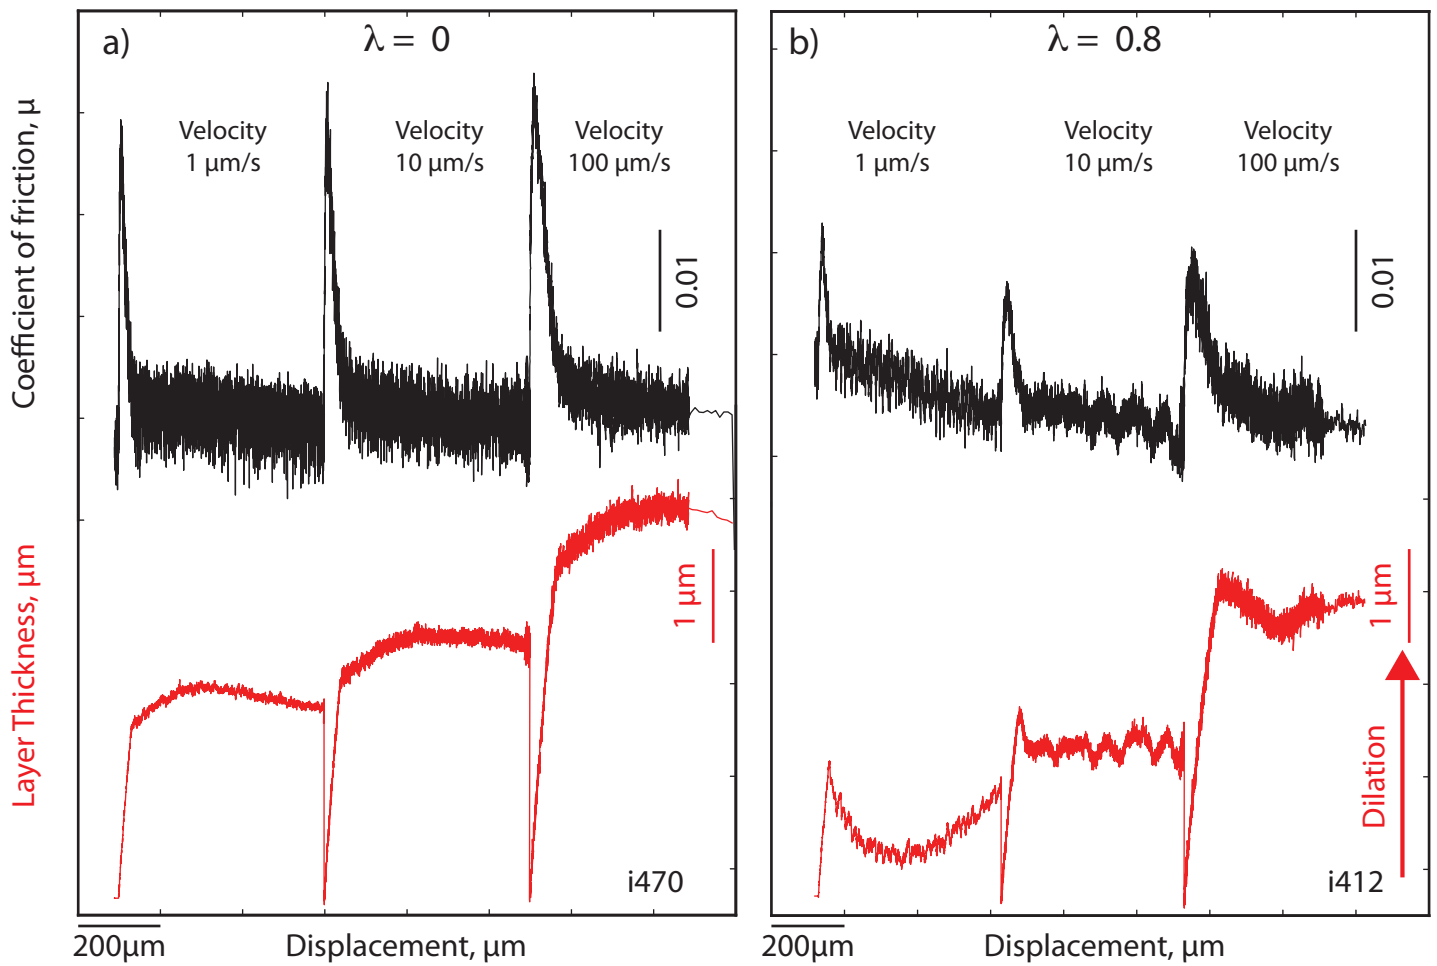 a)
λ = 0
Velocity
1 µm/s
Velocity
10 µm/s
Velocity
100 µm/s
0.01
Coefficient of friction, µ
Layer Thickness, µm
1 µm
i470
200µm
Displacement, µm
b)
λ = 0.8
Velocity
1 µm/s
Velocity
10 µm/s
Velocity
100 µm/s
0.01
1 µm
Dilation
i412
200µm
Displacement, µm